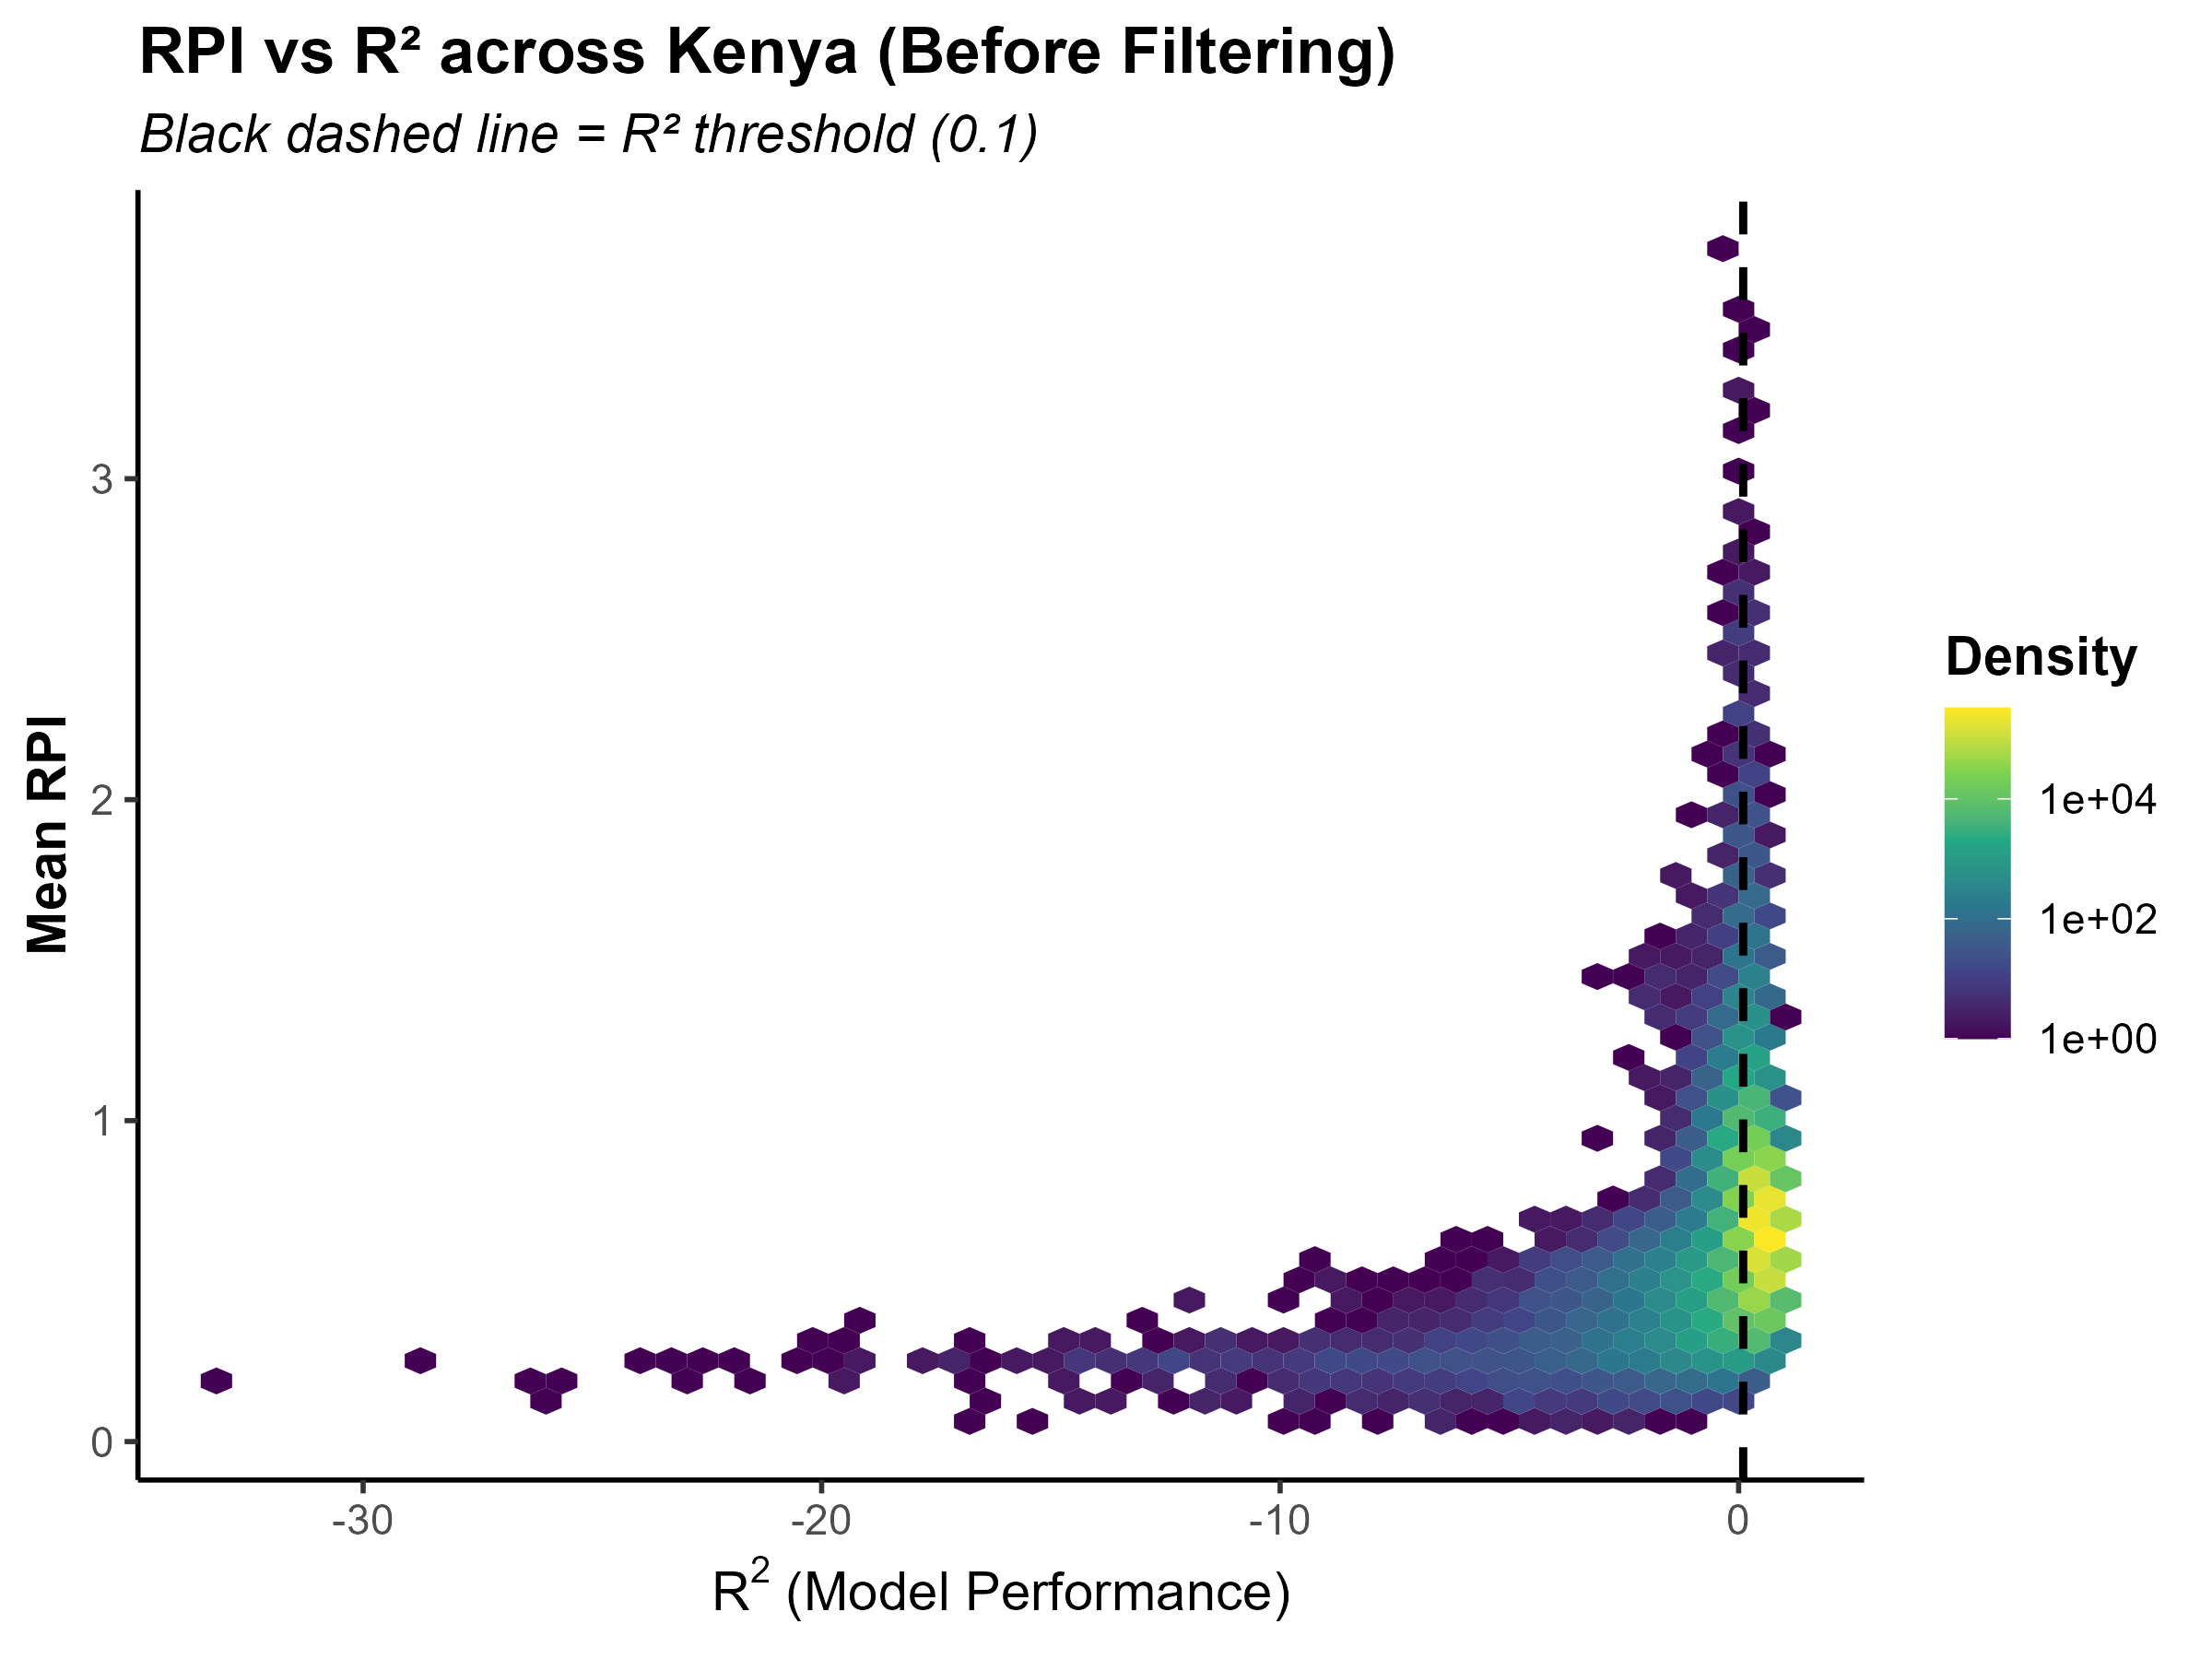 RPI vs R² across Kenya (Before Filtering)
Black dashed line = R² threshold (0.1)
Mean RPI
3
2
1
0
-30
-20
-10
0
R² (Model Performance)
Density
1e+04
1e+02
1e+00